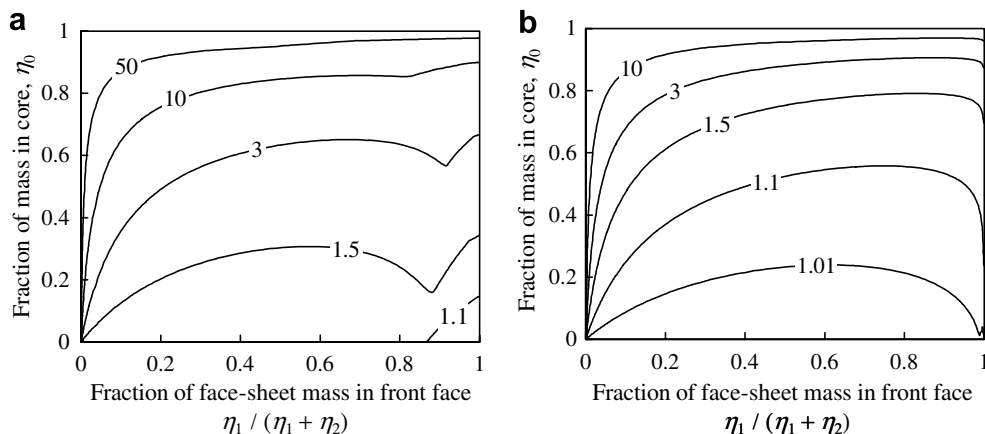 a
1
0.8
0.6
0.4
0.2
0
Fraction of mass in core, η0
50
10
3
1.5
1.1
0 0.2 0.4 0.6 0.8 1
Fraction of face-sheet mass in front face
η1 / (η1 + η2)
b
1
0.8
0.6
0.4
0.2
0
Fraction of mass in core, η0
10
3
1.5
1.1
1.01
0 0.2 0.4 0.6 0.8 1
Fraction of face-sheet mass in front face
η1 / (η1 + η2)